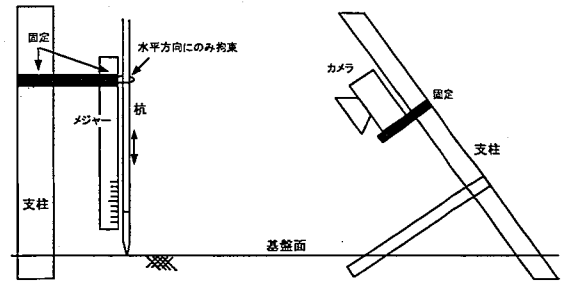 固定
水平方向にのみ拘束
メジャー
杭
支柱
カメラ
固定
支柱
基盤面